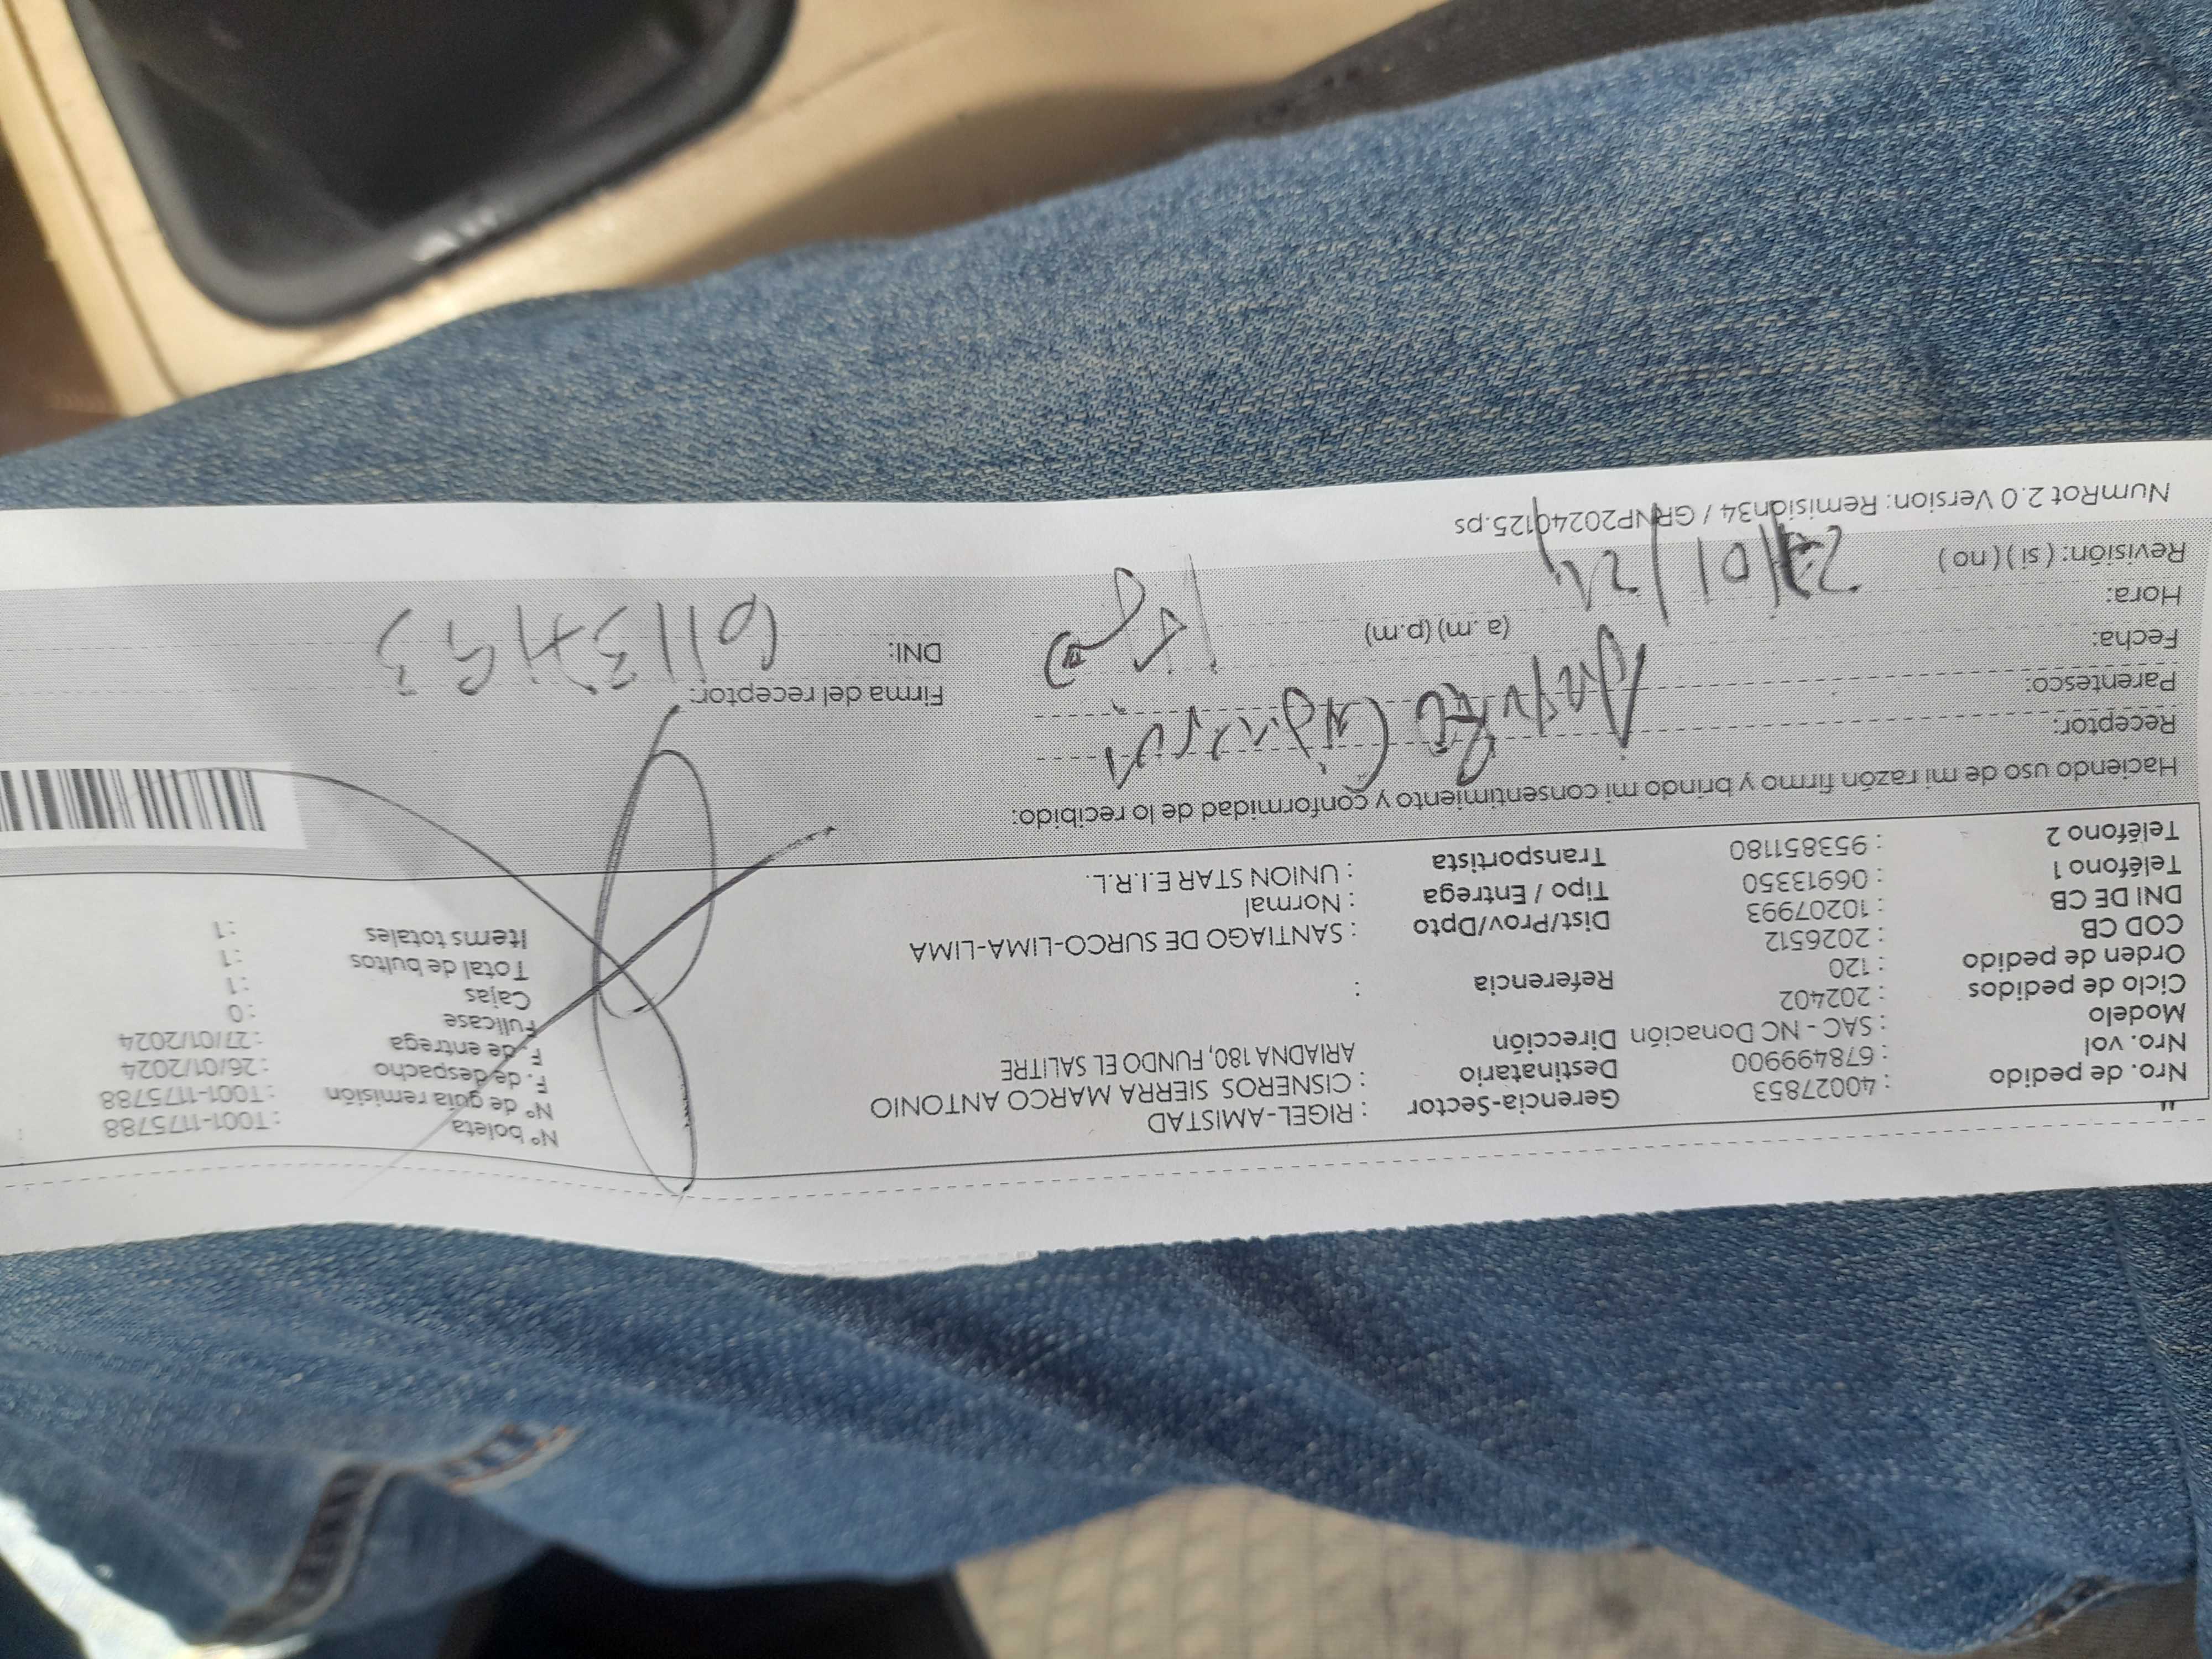 Nro. de pedido : 40027853 Gerencia-Sector : RIGEL-AMISTAD Nº boleta : T001-1175788
Nro. vol : 678499900 Destinatario : CISNEROS SIERRA MARCO ANTONIO Nº de guía remisión : T001-1175788
Modelo : SAC - NC Donación Dirección ARIADNA 180, FUNDO EL SALITRE F. de despacho : 26/01/2024
Ciclo de pedidos : 202402 F. de entrega : 27/01/2024
Orden de pedido : 120 Referencia : Fullcase : 0
COD CB : 2026512 Cajas : 1
DNI DE CB : 10207993 Dist/Prov/Dpto : SANTIAGO DE SURCO-LIMA-LIMA Total de bultos : 1
Teléfono 1 : 06913350 Tipo / Entrega : Normal Items totales : 1
Teléfono 2 : 953851180 Transportista : UNION STAR E.I.R.L.
Haciendo uso de mi razón firmo y brindo mi consentimiento y conformidad de lo recibido:
Receptor:
Parentesco: Firma del receptor:
Fecha: DNI:
Hora: (a.m) (p.m)
Revisión: ( si ) ( no ) 27/01/24
NumRot 2.0 Version: Remisión34 / GRNP20240125.ps